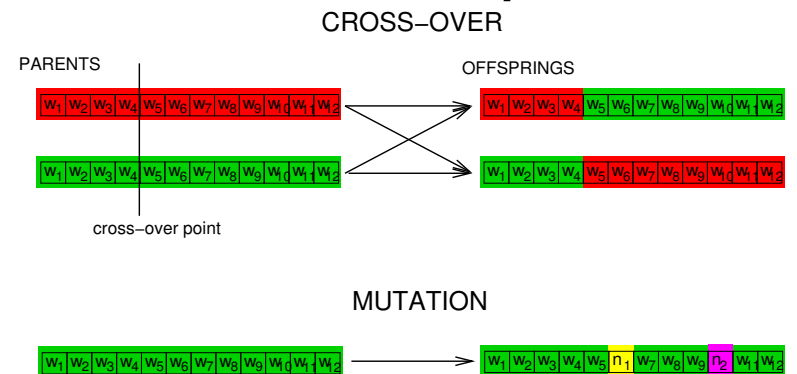 CROSS–OVER
PARENTS
OFFSPRINGS
w1 w2 w3 w4 w5 w6 w7 w8 w9 w10 w11 w12
w1 w2 w3 w4 w5 w6 w7 w8 w9 w10 w11 w12
w1 w2 w3 w4 w5 w6 w7 w8 w9 w10 w11 w12
w1 w2 w3 w4 w5 w6 w7 w8 w9 w10 w11 w12
cross–over point
MUTATION
w1 w2 w3 w4 w5 w6 w7 w8 w9 w10 w11 w12
w1 w2 w3 w4 w5 n1 w7 w8 w9 n2 w11 w12